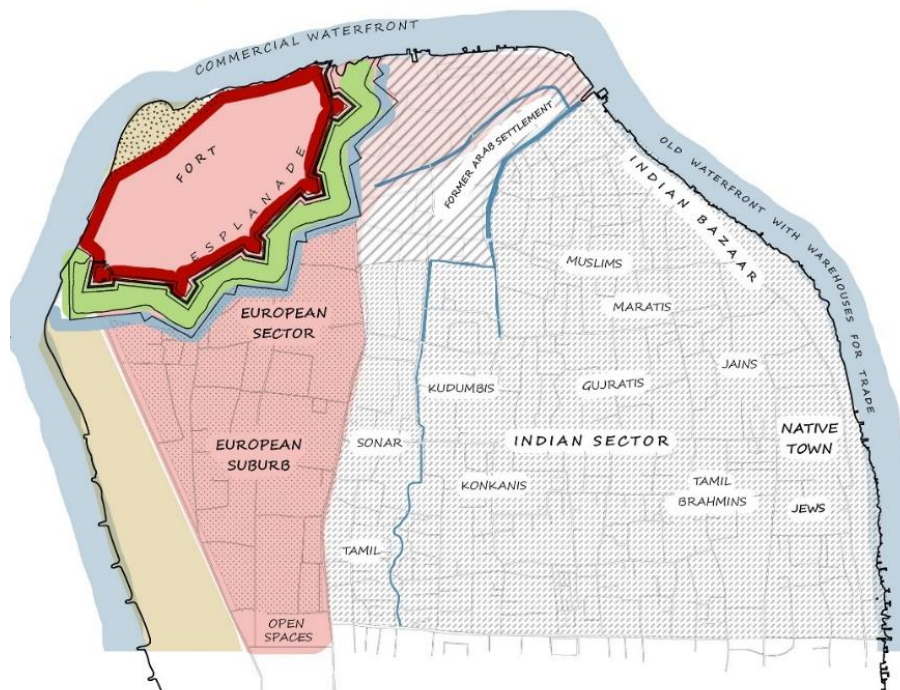 COMMERCIAL WATERFRONT
FORT
ESPLANADE
FORMER ARAB SETTLEMENT
OLD WATERFRONT WITH WAREHOUSES FOR TRADE
INDIAN BAZAAR
MUSLIMS
MARATIS
EUROPEAN
SECTOR
JAINS
KUDUMBIS
GUJRATIS
SONAR
INDIAN SECTOR
NATIVE
TOWN
EUROPEAN
SUBURB
KONKANIS
TAMIL
BRAHMINS
JEWS
TAMIL
OPEN
SPACES